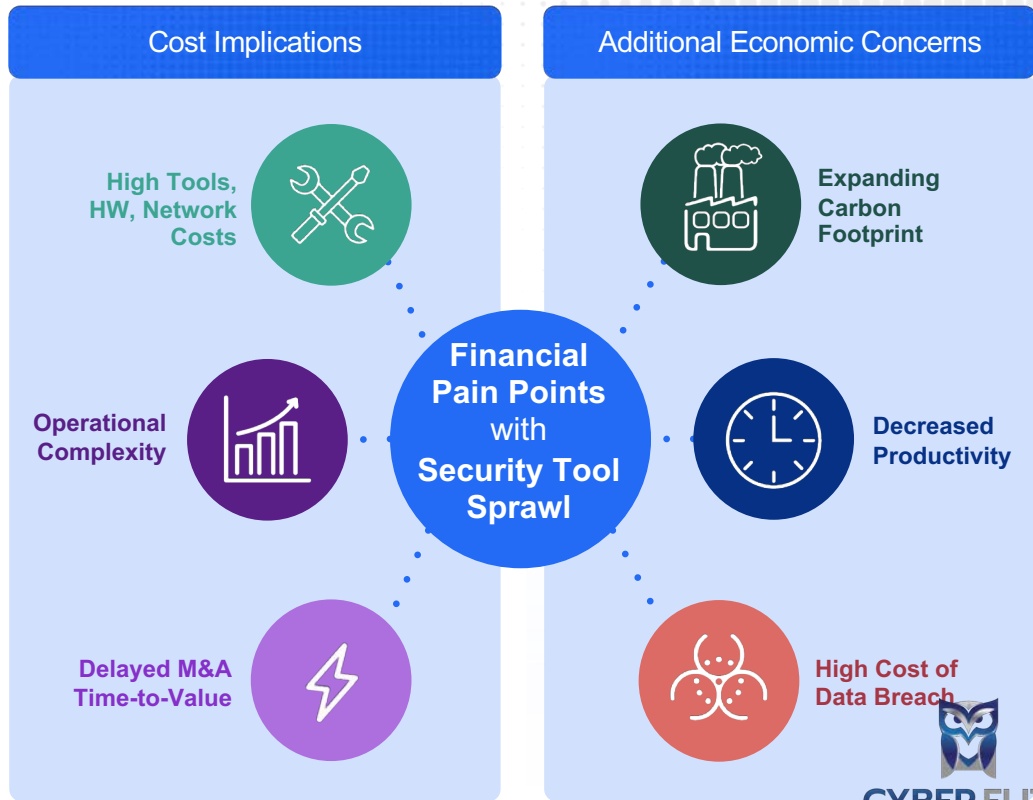 Cost Implications
Additional Economic Concerns
High Tools,
HW, Network
Costs
Operational
Complexity
Delayed M&A
Time-to-Value
Financial
Pain Points
with
Security Tool
Sprawl
Expanding
Carbon
Footprint
Decreased
Productivity
High Cost of
Data Breach
CYBER